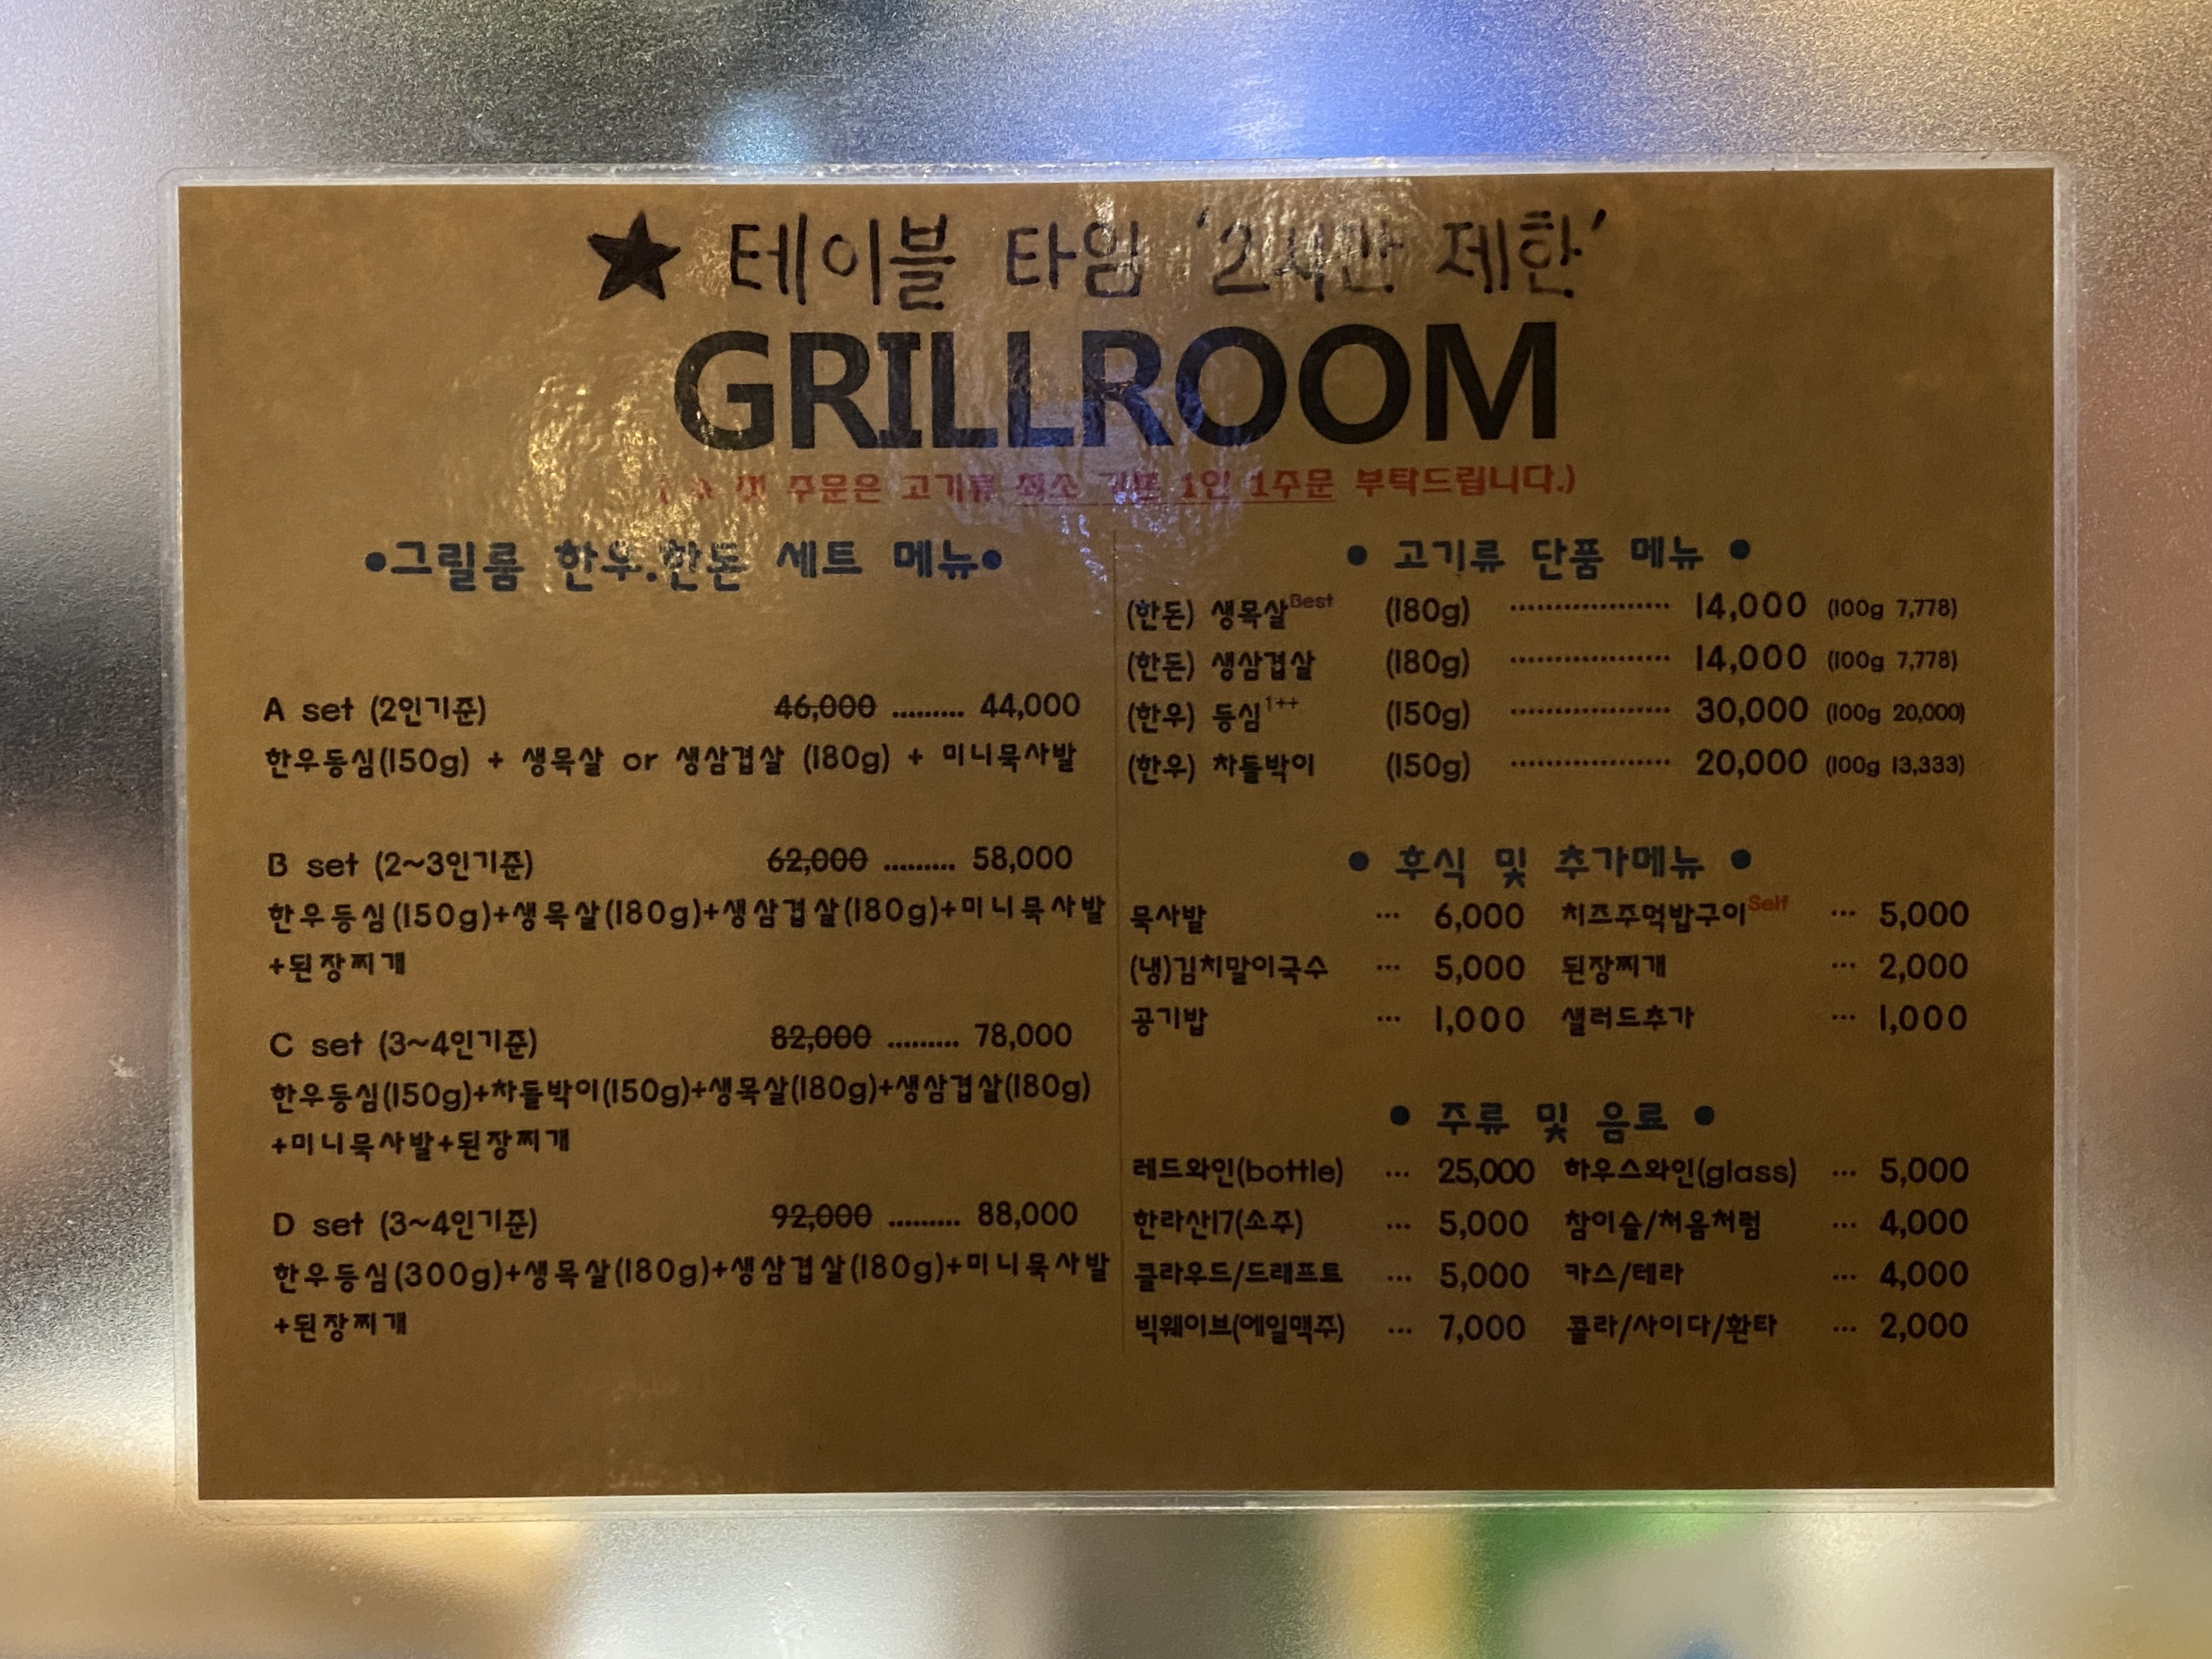 ★ 테이블 타임 '2시간 제한'
GRILLROOM
주문은 고기류 최소 기본 1인 1주문 부탁드립니다.)
●그릴룸 한우.한돈 세트 메뉴●
A set (2인기준) 46,000 ......... 44,000
한우등심(150g) + 생목살 or 생삼겹살 (180g) + 미니묵사발
B set (2~3인기준) 62,000 ......... 58,000
한우등심(150g)+생목살(180g)+생삼겹살(180g)+미니묵사발
+된장찌개
C set (3~4인기준) 82,000 ......... 78,000
한우등심(150g)+차돌박이(150g)+생목살(180g)+생삼겹살(180g)
+미니묵사발+된장찌개
D set (3~4인기준) 92,000 ......... 88,000
한우등심(300g)+생목살(180g)+생삼겹살(180g)+미니묵사발
+된장찌개
● 고기류 단품 메뉴 ●
(한돈) 생목살Best (180g) .................. 14,000 (100g 7,778)
(한돈) 생삼겹살 (180g) .................. 14,000 (100g 7,778)
(한우) 등심1++ (150g) .................. 30,000 (100g 20,000)
(한우) 차돌박이 (150g) .................. 20,000 (100g 13,333)
● 후식 및 추가메뉴 ●
묵사발 ... 6,000 치즈주먹밥구이Self ... 5,000
(냉)김치말이국수 ... 5,000 된장찌개 ... 2,000
공기밥 ... 1,000 샐러드추가 ... 1,000
● 주류 및 음료 ●
레드와인(bottle) ... 25,000 하우스와인(glass) ... 5,000
한라산17(소주) ... 5,000 참이슬/처음처럼 ... 4,000
클라우드/드래프트 ... 5,000 카스/테라 ... 4,000
빅웨이브(에일맥주) ... 7,000 콜라/사이다/환타 ... 2,000